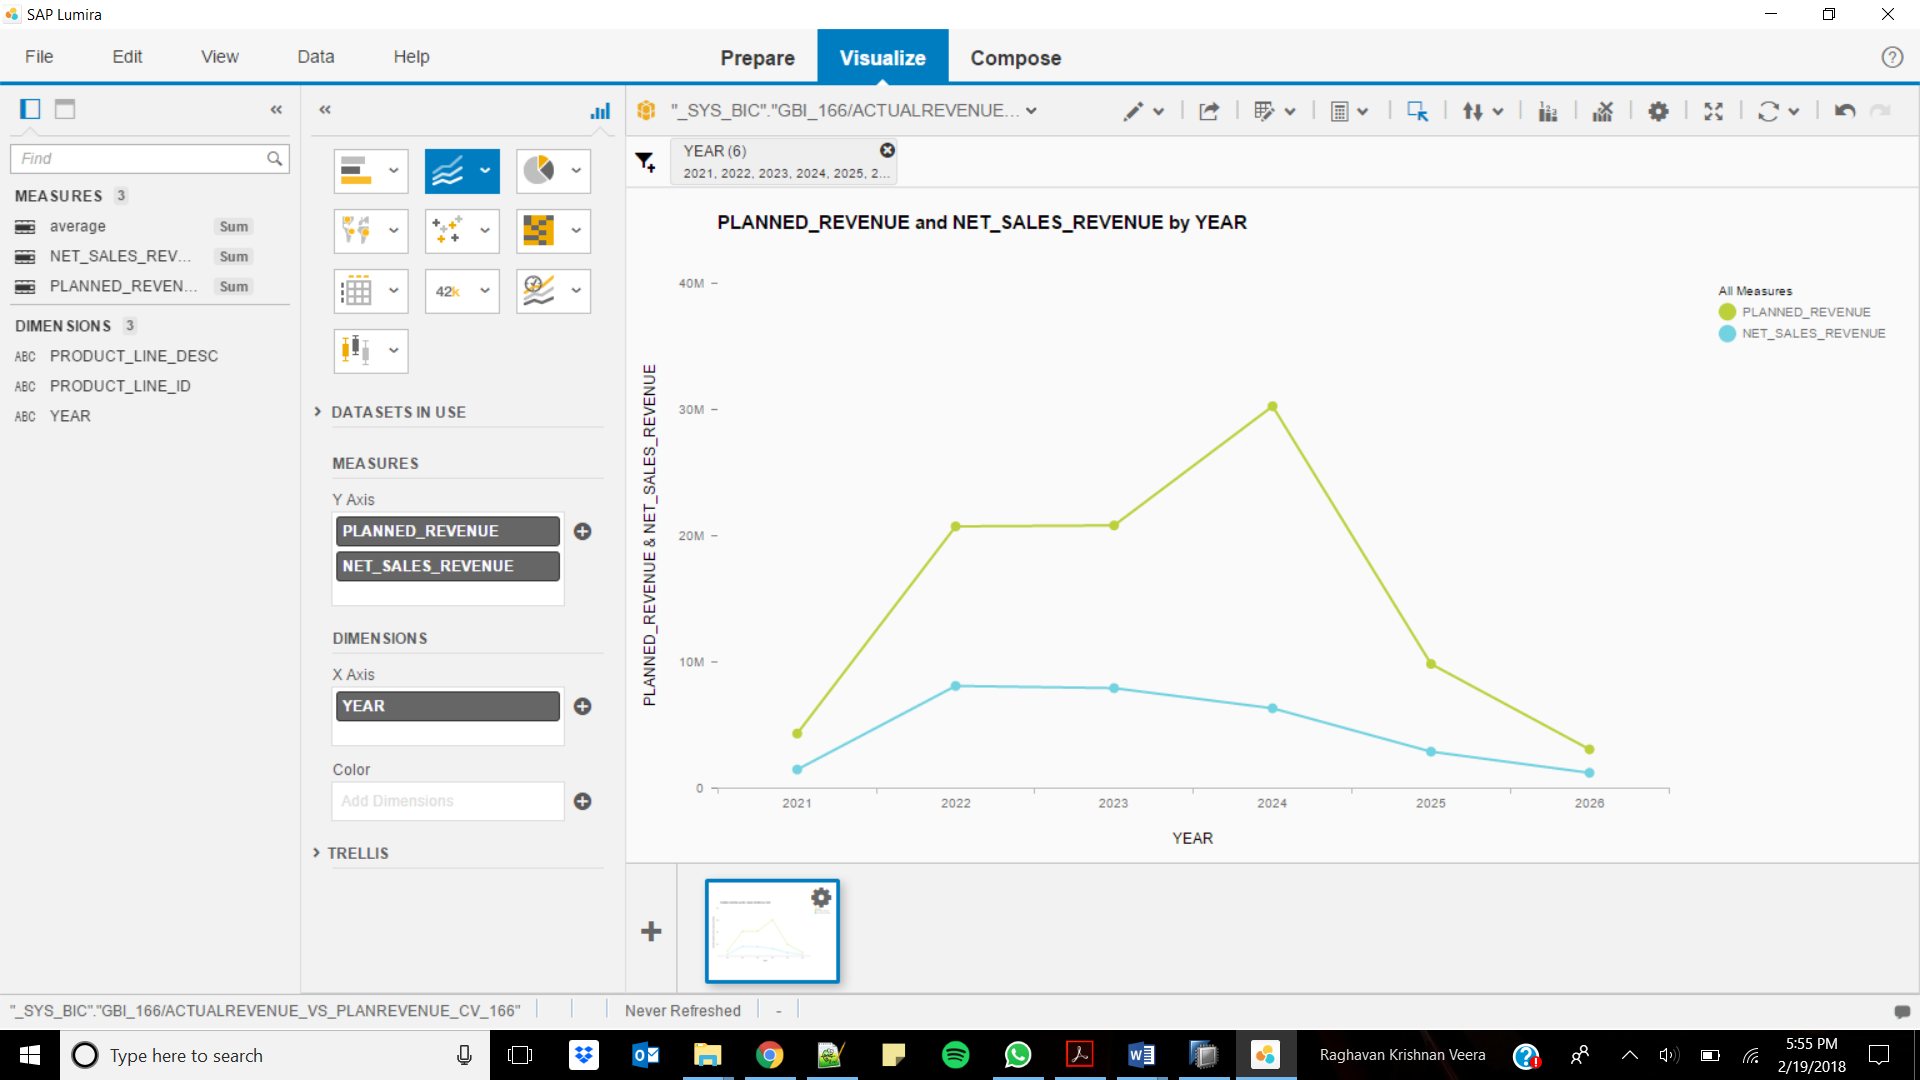 SAP Lumira
File Edit View Data Help
Prepare Visualize Compose
Find
MEASURES 3
average Sum
NET_SALES_REV... Sum
PLANNED_REVEN... Sum
DIMENSIONS 3
ABC PRODUCT_LINE_DESC
ABC PRODUCT_LINE_ID
ABC YEAR
42k
DATASETS IN USE
MEASURES
Y Axis
PLANNED_REVENUE
NET_SALES_REVENUE
DIMENSIONS
X Axis
YEAR
Color
Add Dimensions
TRELLIS
"_SYS_BIC"."GBI_166/ACTUALREVENUE...
YEAR (6)
2021, 2022, 2023, 2024, 2025, 2...
PLANNED_REVENUE and NET_SALES_REVENUE by YEAR
PLANNED_REVENUE & NET_SALES_REVENUE
40M
30M
20M
10M
0
2021 2022 2023 2024 2025 2026
YEAR
All Measures
PLANNED_REVENUE
NET_SALES_REVENUE
"_SYS_BIC"."GBI_166/ACTUALREVENUE_VS_PLANREVENUE_CV_166"
Never Refreshed -
Type here to search
Raghavan Krishnan Veera
5:55 PM
2/19/2018